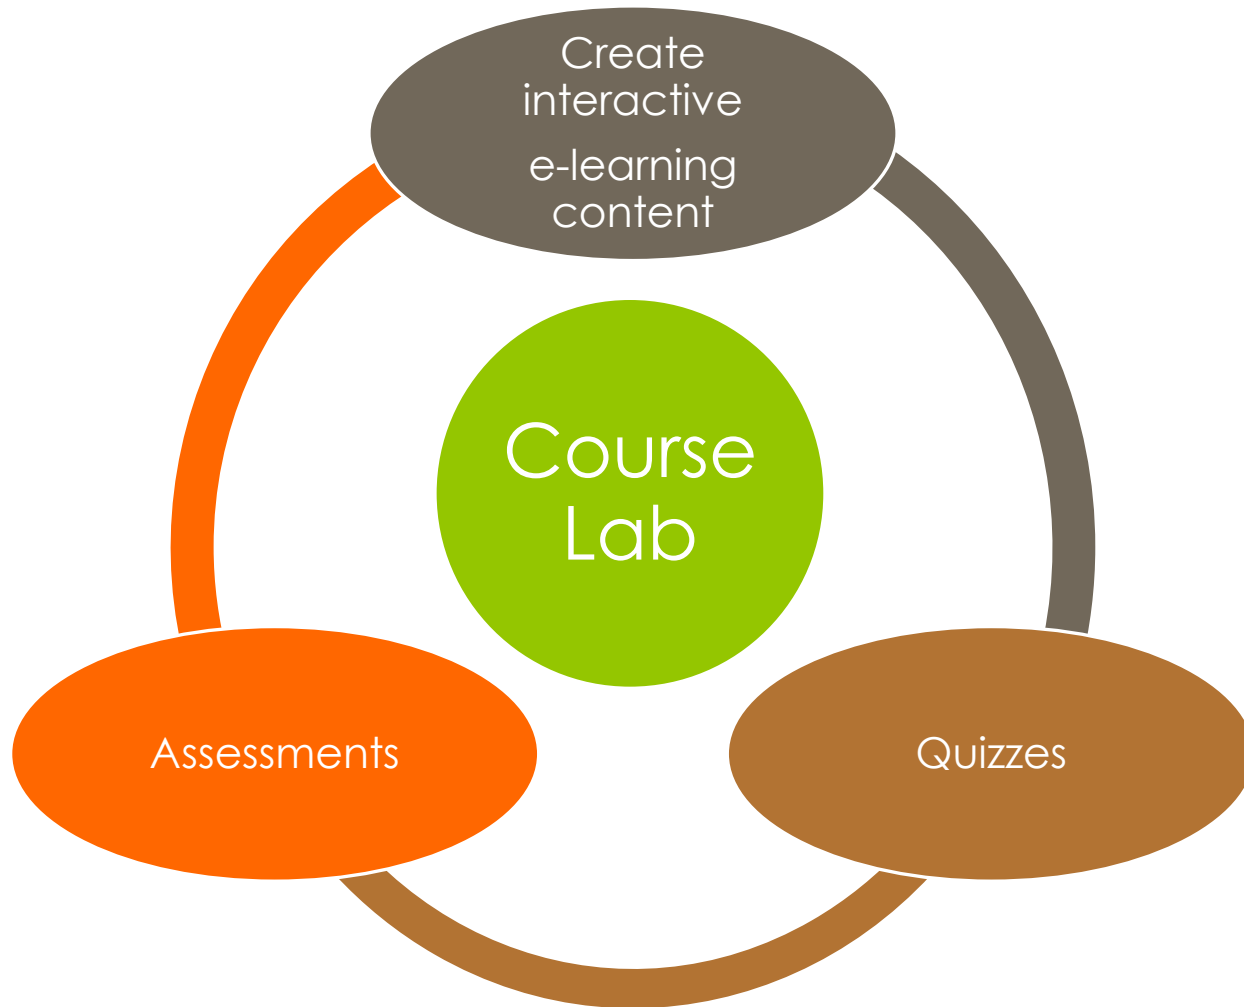 Create
interactive
e-learning
content
Course
Lab
Assessments
Quizzes